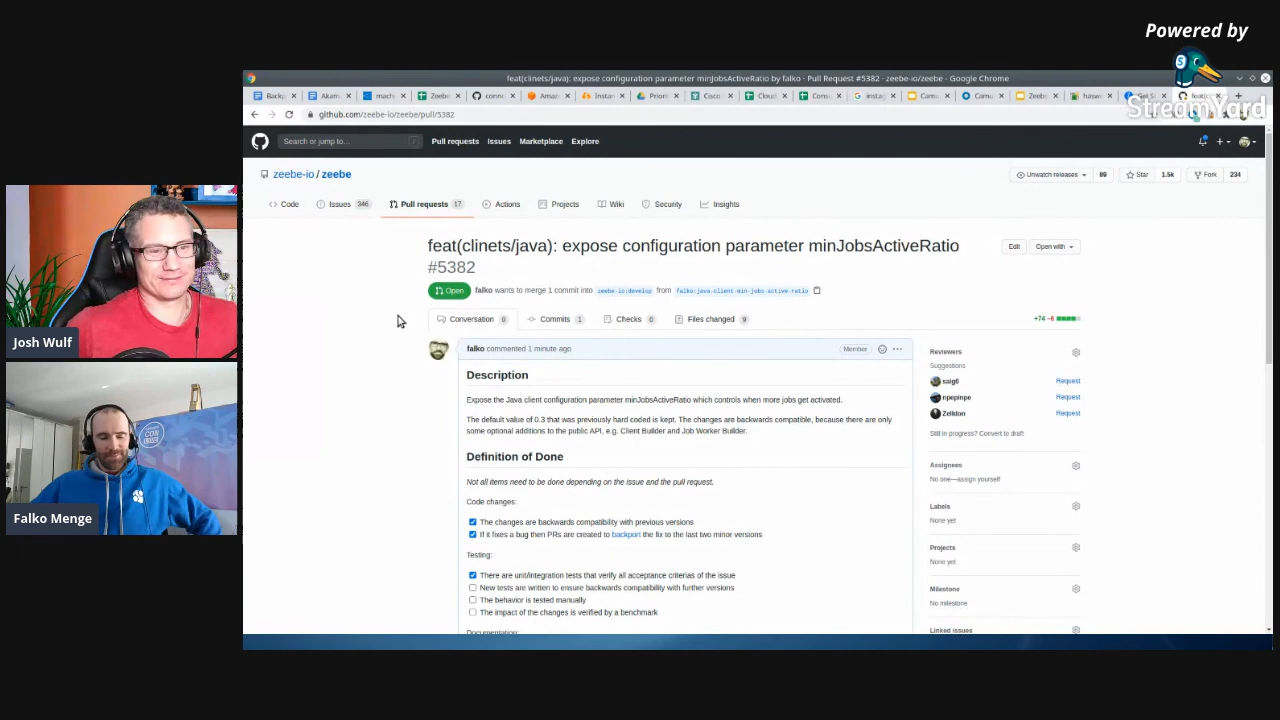 Powered by
StreamYard
feat(clinets/java): expose configuration parameter minJobsActiveRatio by falko · Pull Request #5382 · zeebe-io/zeebe - Google Chrome
github.com/zeebe-io/zeebe/pull/5382
Search or jump to...
Pull requests Issues Marketplace Explore
zeebe-io / zeebe
Unwatch releases 89 Star 1.5k Fork 234
Code Issues 346 Pull requests 17 Actions Projects Wiki Security Insights
feat(clinets/java): expose configuration parameter minJobsActiveRatio
#5382
Edit Open with
Open falko wants to merge 1 commit into zeebe-io:develop from falko:java-client-min-jobs-active-ratio
Conversation 0 Commits 1 Checks 0 Files changed 9
+74 −6
falko commented 1 minute ago Member
Description
Expose the Java client configuration parameter minJobsActiveRatio which controls when more jobs get activated.
The default value of 0.3 that was previously hard coded is kept. The changes are backwards compatible, because there are only
some optional additions to the public API, e.g. Client Builder and Job Worker Builder.
Definition of Done
Not all items need to be done depending on the issue and the pull request.
Code changes:
The changes are backwards compatibility with previous versions
If it fixes a bug then PRs are created to backport the fix to the last two minor versions
Testing:
There are unit/integration tests that verify all acceptance criterias of the issue
New tests are written to ensure backwards compatibility with further versions
The behavior is tested manually
The impact of the changes is verified by a benchmark
Documentation:
Reviewers
Suggestions
saig0 Request
npepinpe Request
Zelldon Request
Still in progress? Convert to draft
Assignees
No one—assign yourself
Labels
None yet
Projects
None yet
Milestone
No milestone
Linked issues
Josh Wulf
Falko Menge